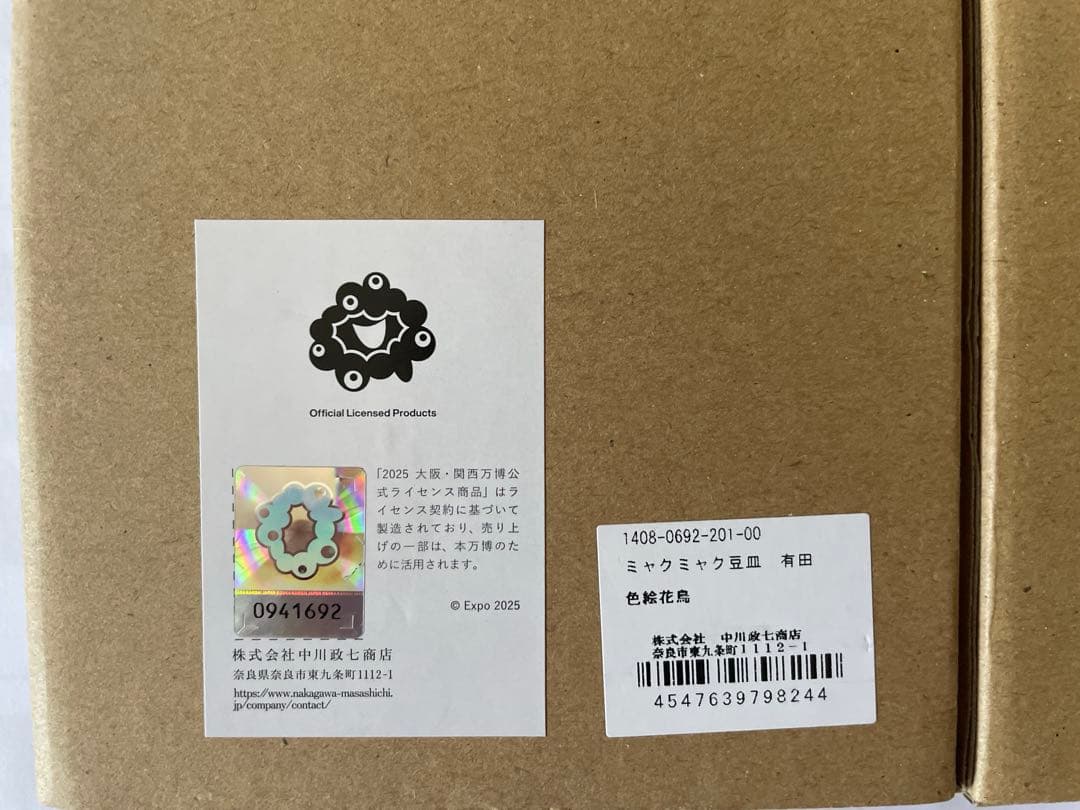 Official Licensed Products
「2025 大阪・関西万博公
式ライセンス商品」はラ
イセンス契約に基づいて
製造されており、売り上
げの一部は、本万博のた
めに活用されます。
© Expo 2025
0941692
株式会社中川政七商店
奈良県奈良市東九条町1112-1
https://www.nakagawa-masashichi.
jp/company/contact/
1408-0692-201-00
ミャクミャク豆皿　有田
色絵花鳥
株式会社　中川政七商店
奈良市東九条町１１１２−１
4547639798244